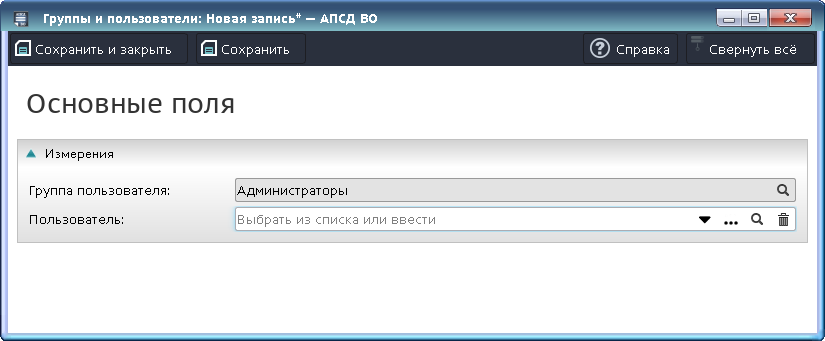 Группы и пользователи: Новая запись* — АПСД ВО
Сохранить и закрыть Сохранить Справка Свернуть всё
Основные поля
Измерения
Группа пользователя: Администраторы
Пользователь: Выбрать из списка или ввести